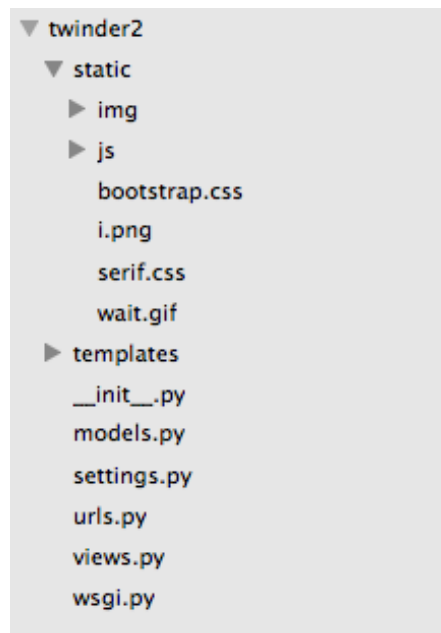 twinder2
static
img
js
bootstrap.css
i.png
serif.css
wait.gif
templates
__init__.py
models.py
settings.py
urls.py
views.py
wsgi.py